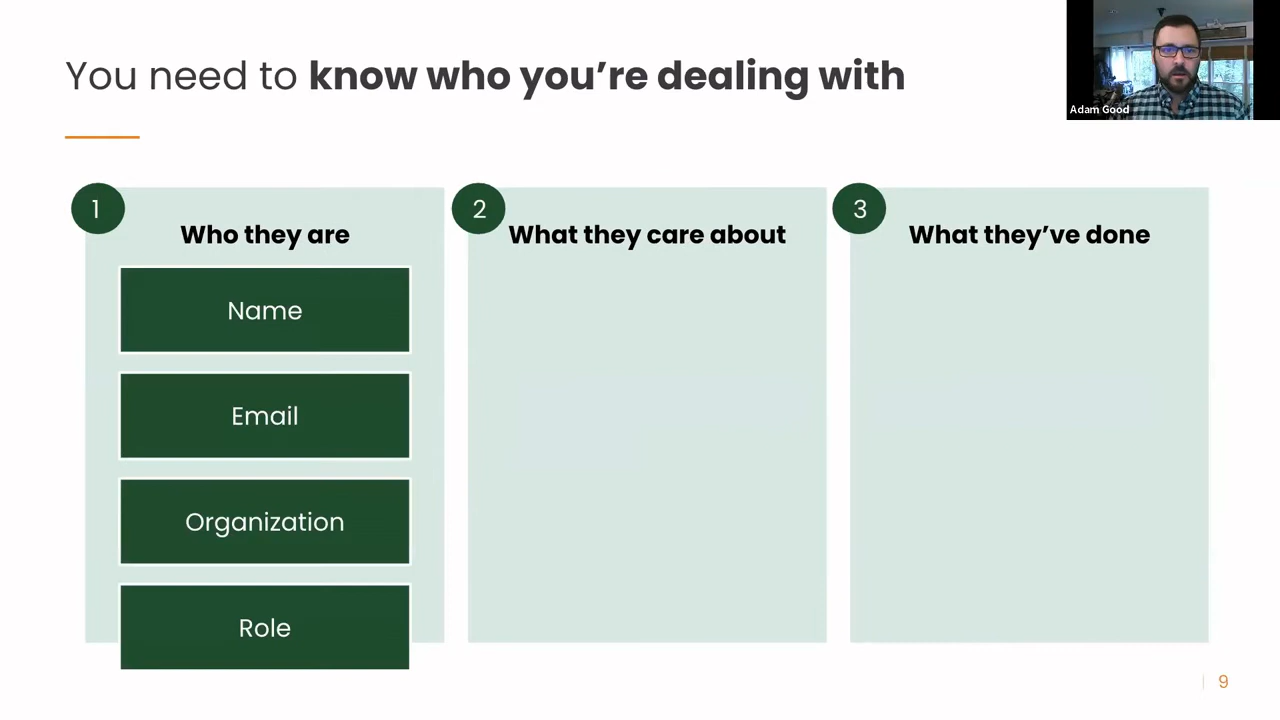 You need to know who you’re dealing with
Adam Good
1
Who they are
Name
Email
Organization
Role
2
What they care about
3
What they’ve done
9